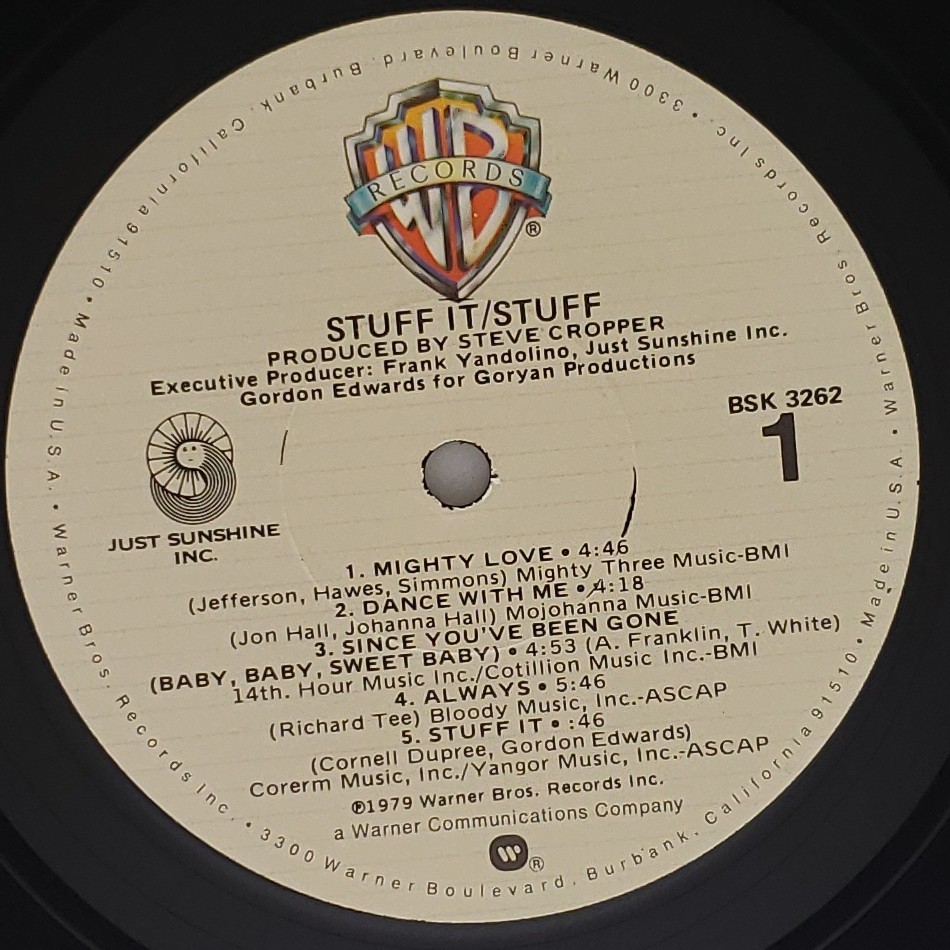 WB
RECORDS
®
STUFF IT/STUFF
PRODUCED BY STEVE CROPPER
Executive Producer: Frank Yandolino, Just Sunshine Inc.
Gordon Edwards for Goryan Productions
BSK 3262
1
JUST SUNSHINE
INC.
1. MIGHTY LOVE • 4:46
(Jefferson, Hawes, Simmons) Mighty Three Music-BMI
2. DANCE WITH ME • 4:18
(Jon Hall, Johanna Hall) Mojohanna Music-BMI
3. SINCE YOU'VE BEEN GONE
(BABY, BABY, SWEET BABY) • 4:53 (A. Franklin, T. White)
14th. Hour Music Inc./Cotillion Music Inc.-BMI
4. ALWAYS • 5:46
(Richard Tee) Bloody Music, Inc.-ASCAP
5. STUFF IT • :46
(Cornell Dupree, Gordon Edwards)
Corerm Music, Inc./Yangor Music, Inc.-ASCAP
℗1979 Warner Bros. Records Inc.
a Warner Communications Company
W®
Warner Bros. Records Inc. • 3300 Warner Boulevard, Burbank, California 91510 • Made in U.S.A. • Warner Bros. Records Inc. • 3300 Warner Boulevard, Burbank, California 91510 • Made in U.S.A. •